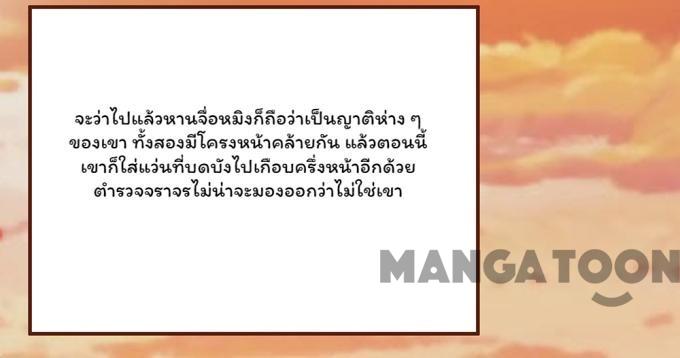 จะว่าไปแล้วหานจื่อหมิงก็ถือว่าเป็นญาติห่าง ๆ
ของเขา ทั้งสองมีโครงหน้าคล้ายกัน แล้วตอนนี้
เขาก็ใส่แว่นที่บดบังไปเกือบครึ่งหน้าอีกด้วย
ตำรวจจราจรไม่น่าจะมองออกว่าไม่ใช่เขา
MANGATOON